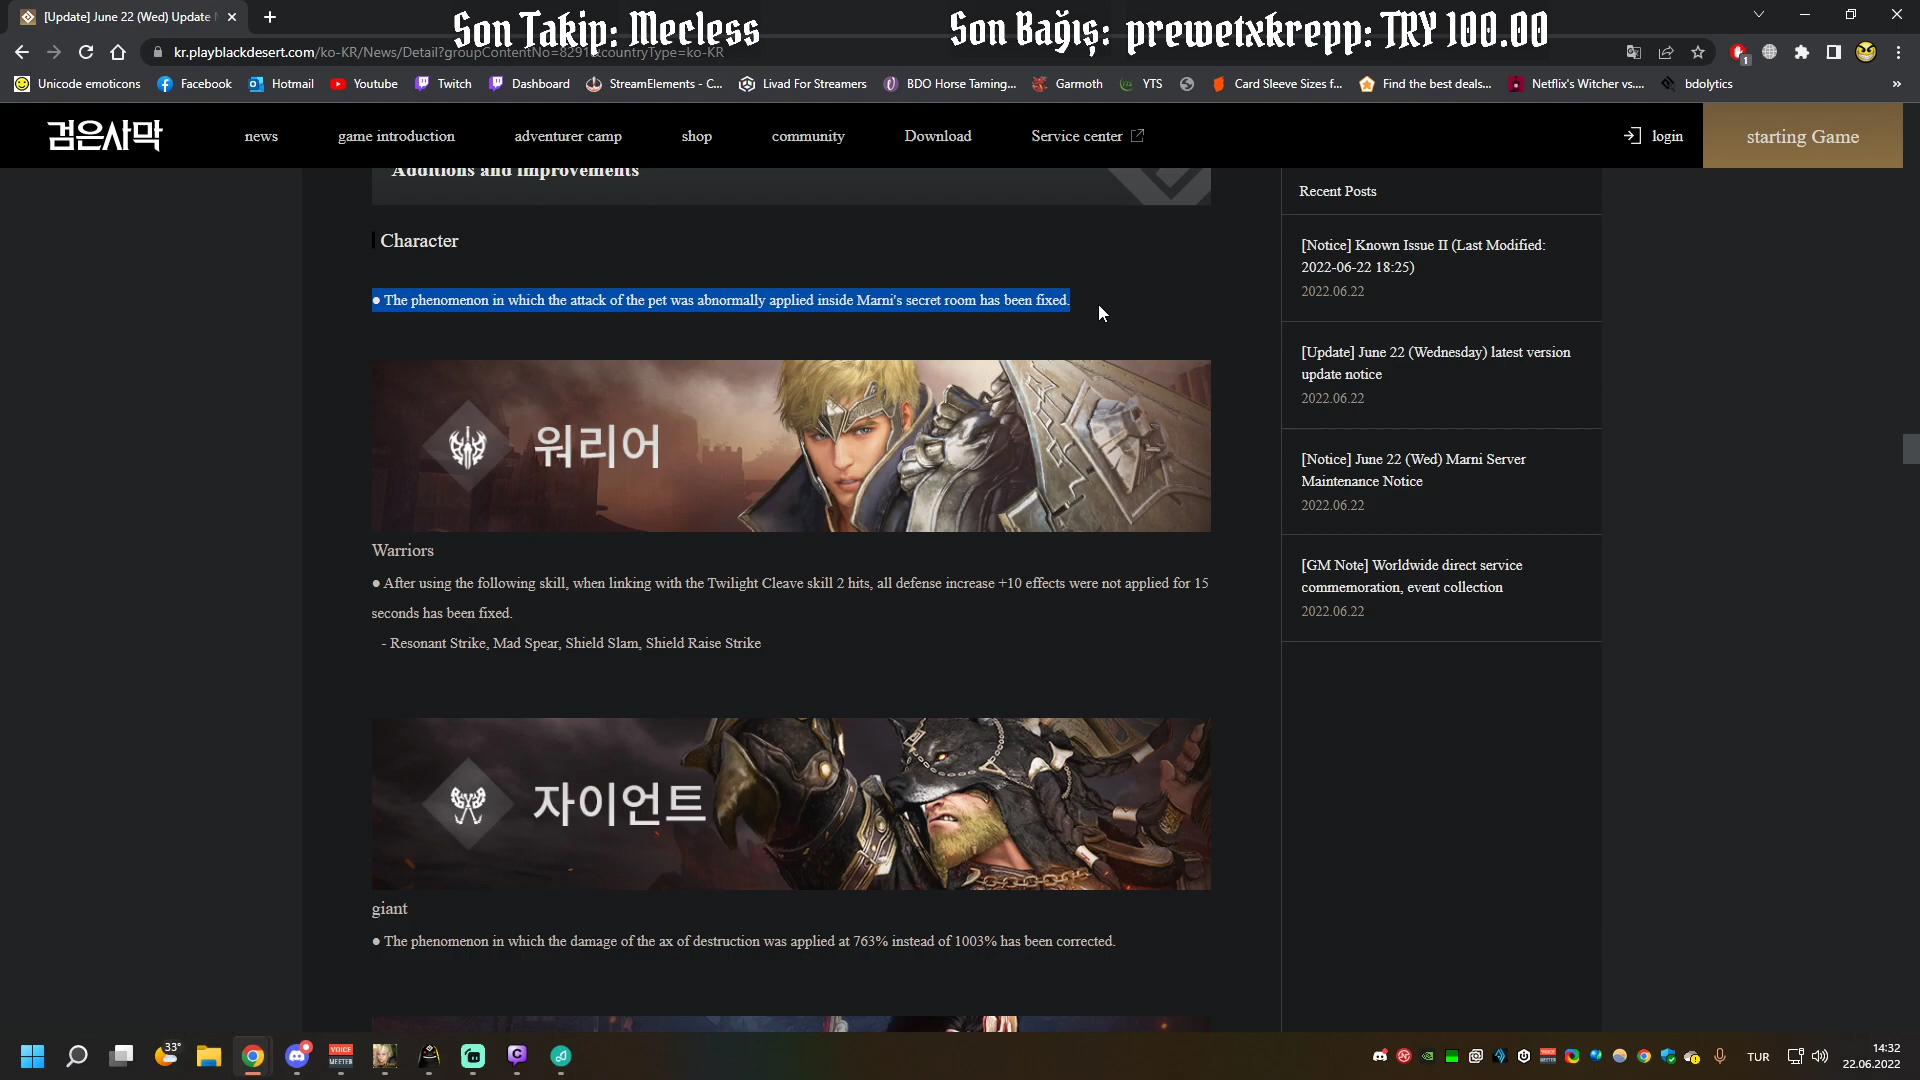 [Update] June 22 (Wed) Update
Son Takip: Mecless
Son Bağış: prewetxkrepp: TRY 100.00
kr.playblackdesert.com/ko-KR/News/Detail?groupContentNo=8291&countryType=ko-KR
Unicode emoticons
Facebook
Hotmail
Youtube
Twitch
Dashboard
StreamElements - C...
Livad For Streamers
BDO Horse Taming...
Garmoth
YTS
Card Sleeve Sizes f...
Find the best deals...
Netflix's Witcher vs....
bdolytics
»
검은사막
news
game introduction
adventurer camp
shop
community
Download
Service center
login
starting Game
Additions and improvements
Character
● The phenomenon in which the attack of the pet was abnormally applied inside Marni's secret room has been fixed.
워리어
Warriors
● After using the following skill, when linking with the Twilight Cleave skill 2 hits, all defense increase +10 effects were not applied for 15
seconds has been fixed.
- Resonant Strike, Mad Spear, Shield Slam, Shield Raise Strike
자이언트
giant
● The phenomenon in which the damage of the ax of destruction was applied at 763% instead of 1003% has been corrected.
Recent Posts
[Notice] Known Issue II (Last Modified:
2022-06-22 18:25)
2022.06.22
[Update] June 22 (Wednesday) latest version
update notice
2022.06.22
[Notice] June 22 (Wed) Marni Server
Maintenance Notice
2022.06.22
[GM Note] Worldwide direct service
commemoration, event collection
2022.06.22
33°
VOICE
MEETER
TUR
14:32
22.06.2022